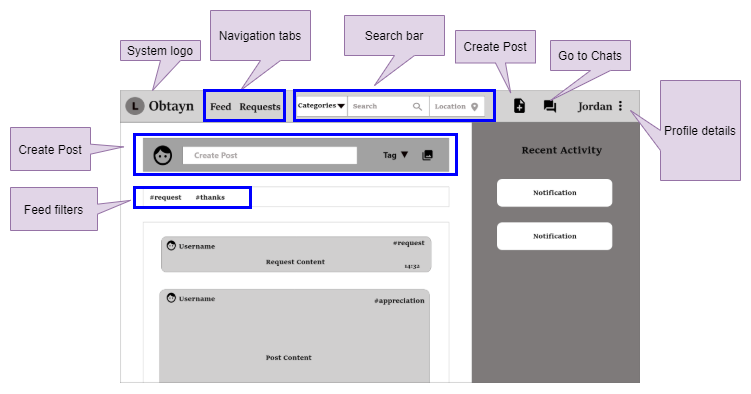 System logo
Navigation tabs
Search bar
Create Post
Go to Chats
Profile details
L Obtayn Feed Requests Categories Search Location Jordan
Create Post
Create Post Tag
Recent Activity
Feed filters
#request #thanks
Notification
Notification
Username #request
Request Content
14:32
Username #appreciation
Post Content